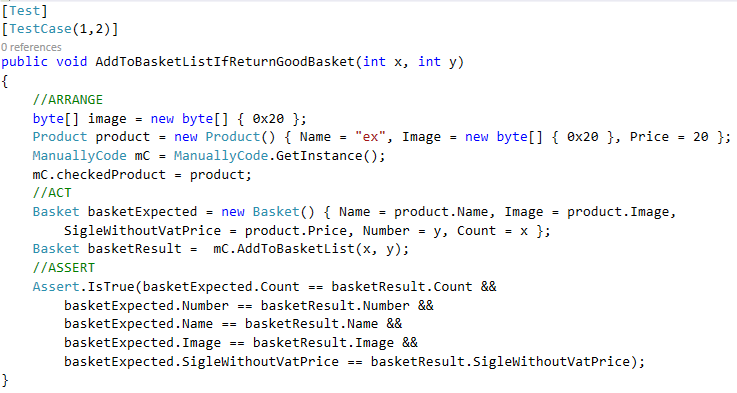 [Test]
[TestCase(1,2)]
0 references
public void AddToBasketListIfReturnGoodBasket(int x, int y)
{
//ARRANGE
byte[] image = new byte[] { 0x20 };
Product product = new Product() { Name = "ex", Image = new byte[] { 0x20 }, Price = 20 };
ManuallyCode mC = ManuallyCode.GetInstance();
mC.checkedProduct = product;
//ACT
Basket basketExpected = new Basket() { Name = product.Name, Image = product.Image,
SigleWithoutVatPrice = product.Price, Number = y, Count = x };
Basket basketResult =  mC.AddToBasketList(x, y);
//ASSERT
Assert.IsTrue(basketExpected.Count == basketResult.Count &&
basketExpected.Number == basketResult.Number &&
basketExpected.Name == basketResult.Name &&
basketExpected.Image == basketResult.Image &&
basketExpected.SigleWithoutVatPrice == basketResult.SigleWithoutVatPrice);
}